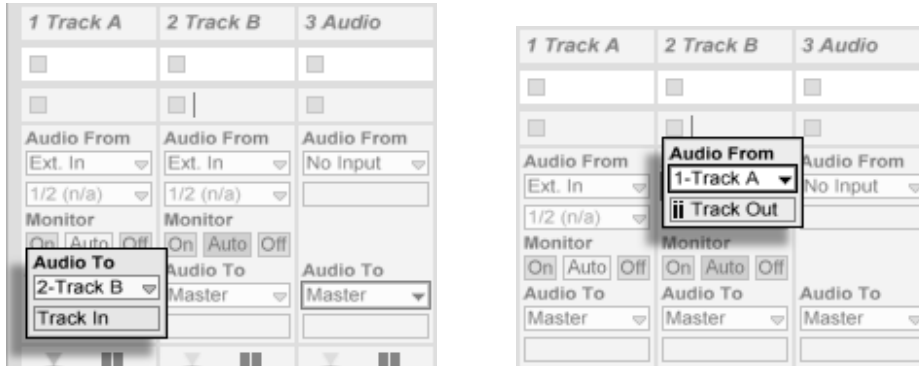 1 Track A 2 Track B 3 Audio
Audio From Audio From Audio From
Ext. In Ext. In No Input
1/2 (n/a) 1/2 (n/a)
Monitor Monitor
On Auto Off On Auto Off
Audio To Audio To Audio To
2-Track B Master Master
Track In
1 Track A 2 Track B 3 Audio
Audio From Audio From Audio From
Ext. In 1-Track A No Input
1/2 (n/a) ii Track Out
Monitor Monitor
On Auto Off On Auto Off
Audio To Audio To Audio To
Master Master Master